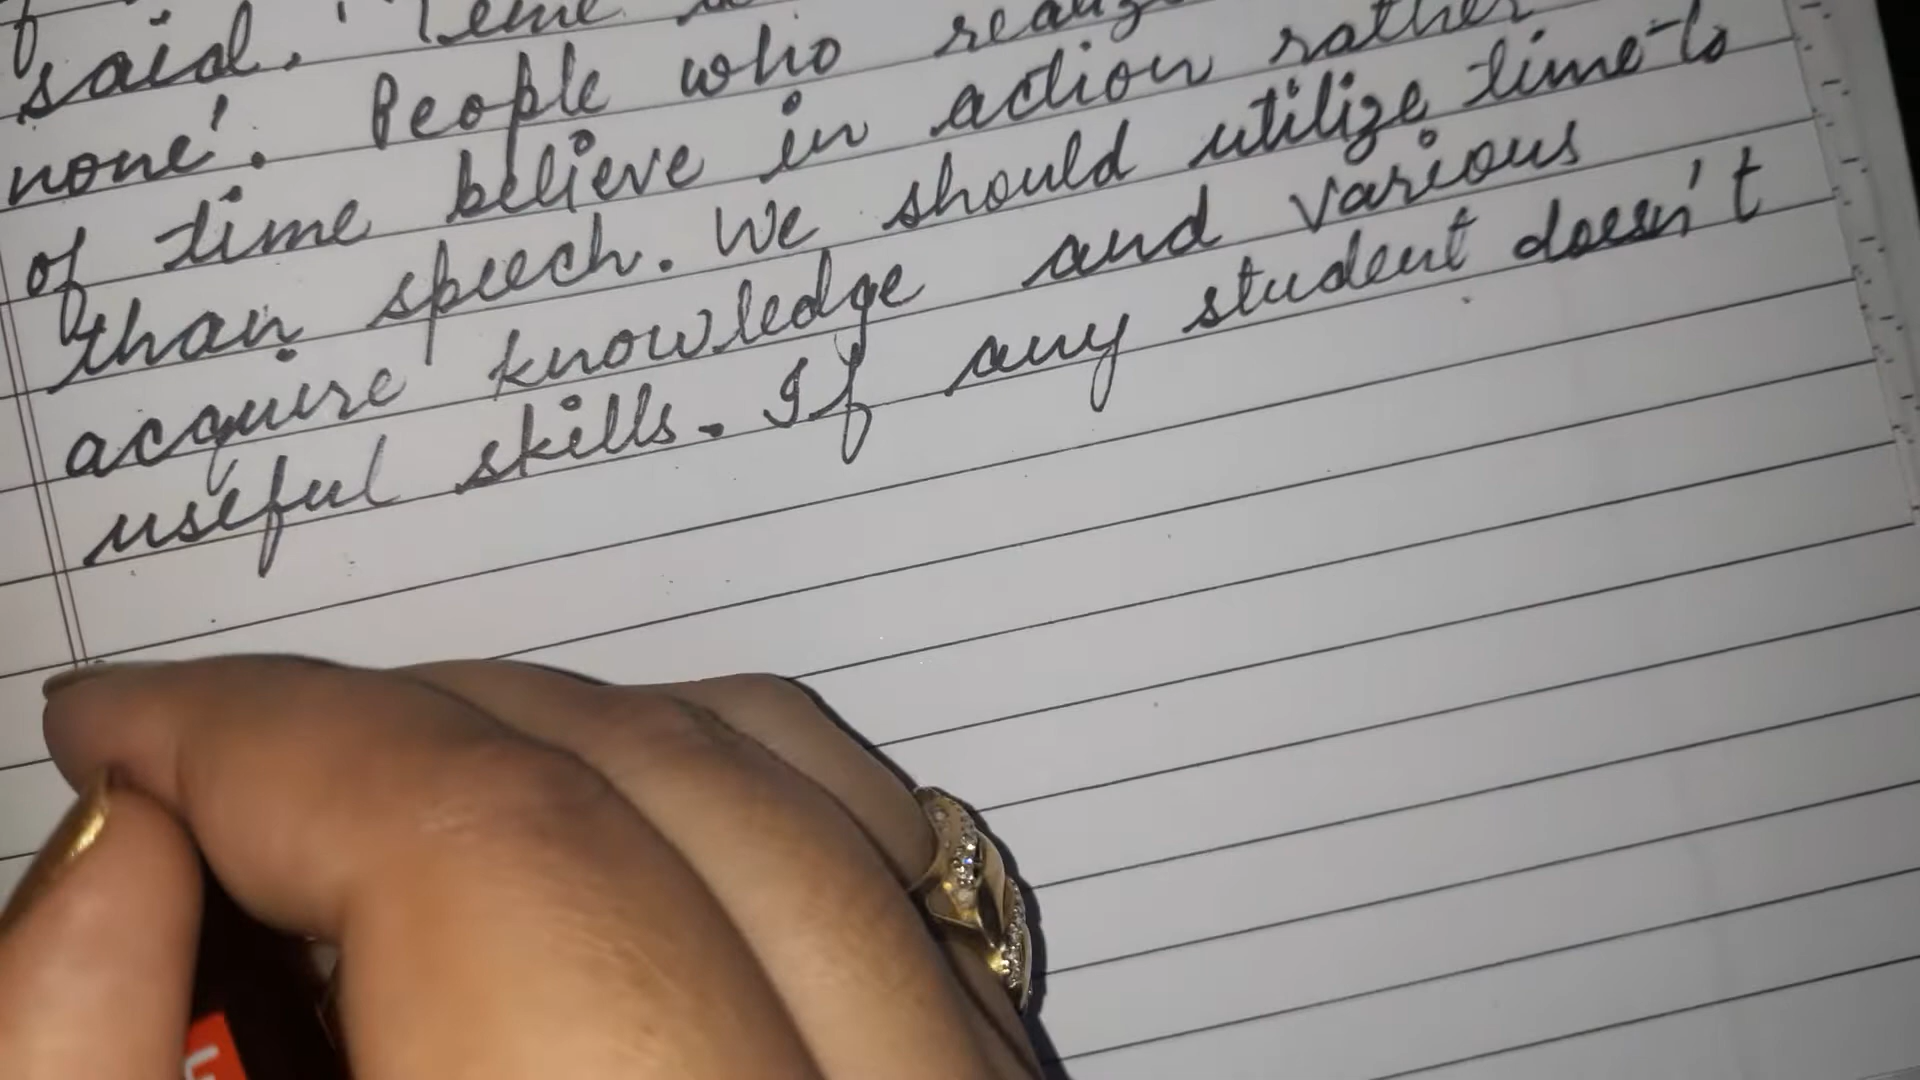 said. 'Time
none'. People who
of time believe in action rather
than speech. We should utilize time to
acquire knowledge and various
useful skills. If any student doesn't